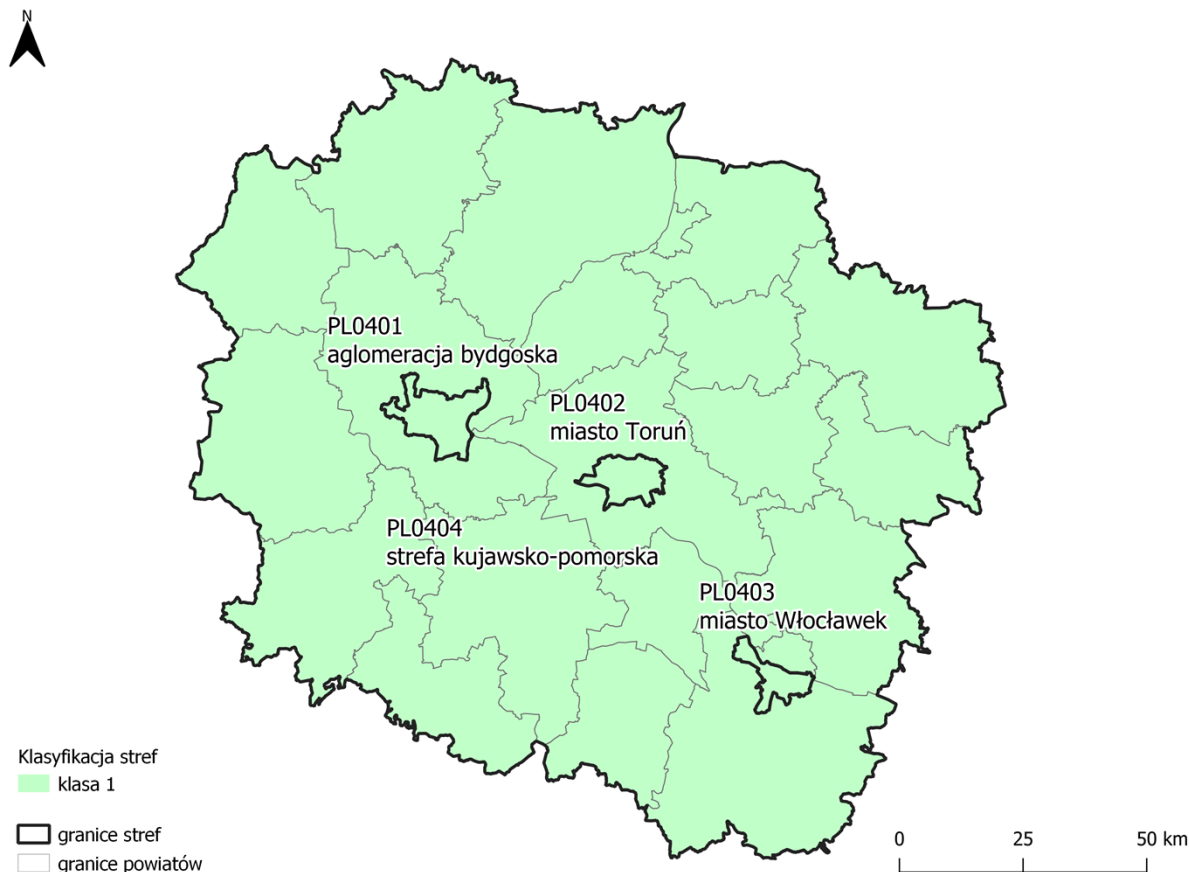 N
PL0401
aglomeracja bydgoska
PL0402
miasto Toruń
PL0404
strefa kujawsko-pomorska
PL0403
miasto Włocławek
Klasyfikacja stref
klasa 1
granice stref
granice powiatów
0 25 50 km